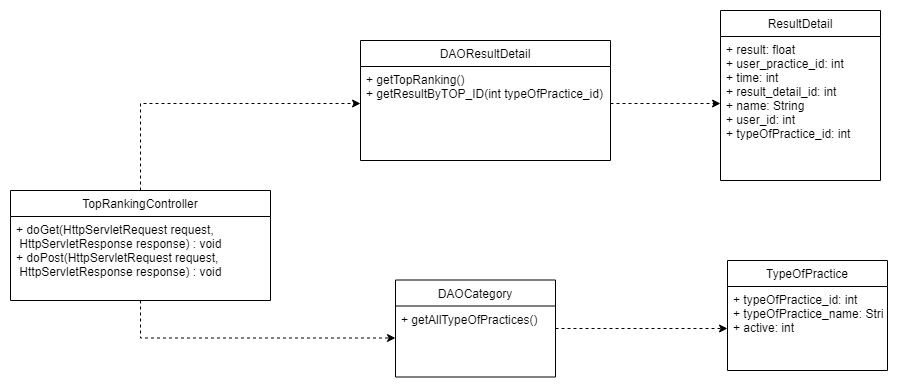 ResultDetail
+ result: float
+ user_practice_id: int
+ time: int
+ result_detail_id: int
+ name: String
+ user_id: int
+ typeOfPractice_id: int
DAOResultDetail
+ getTopRanking()
+ getResultByTOP_ID(int typeOfPractice_id)
TopRankingController
+ doGet(HttpServletRequest request,
HttpServletResponse response) : void
+ doPost(HttpServletRequest request,
HttpServletResponse response) : void
DAOCategory
+ getAllTypeOfPractices()
TypeOfPractice
+ typeOfPractice_id: int
+ typeOfPractice_name: Stri
+ active: int